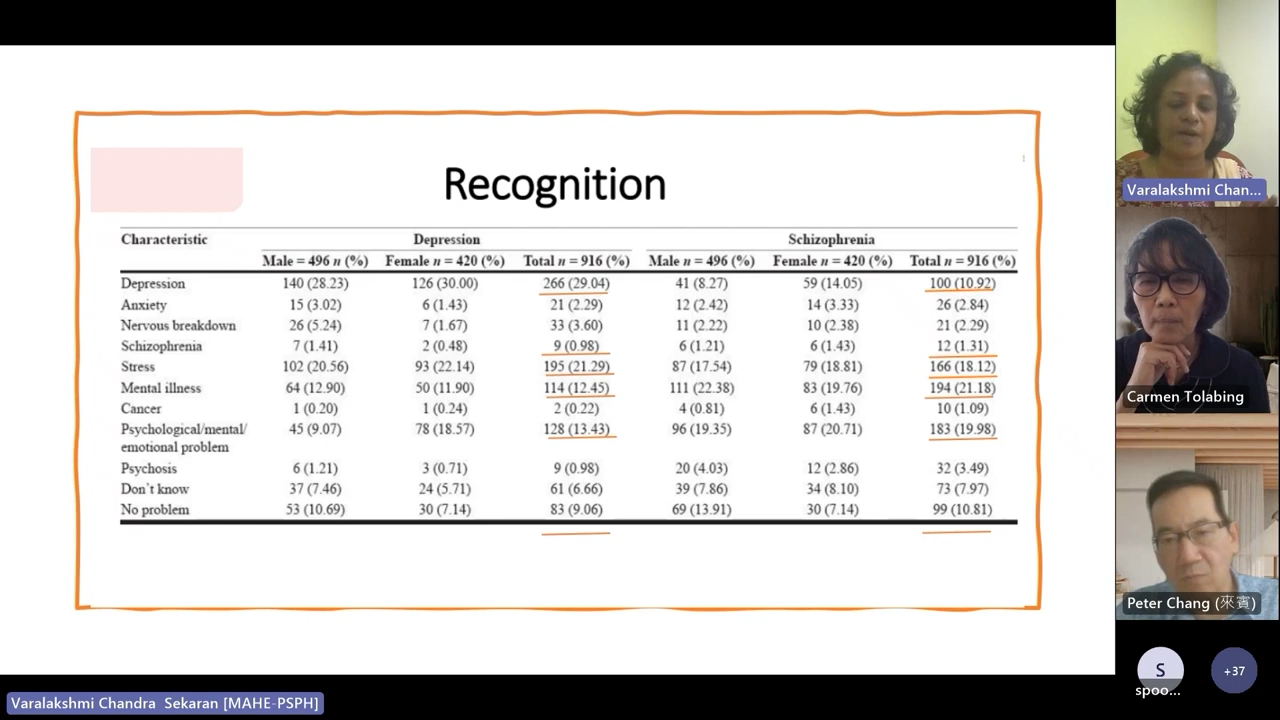 Recognition
Characteristic Depression Schizophrenia
Male = 496 n (%) Female n = 420 (%) Total n = 916 (%) Male n = 496 (%) Female n = 420 (%) Total n = 916 (%)
Depression 140 (28.23) 126 (30.00) 266 (29.04) 41 (8.27) 59 (14.05) 100 (10.92)
Anxiety 15 (3.02) 6 (1.43) 21 (2.29) 12 (2.42) 14 (3.33) 26 (2.84)
Nervous breakdown 26 (5.24) 7 (1.67) 33 (3.60) 11 (2.22) 10 (2.38) 21 (2.29)
Schizophrenia 7 (1.41) 2 (0.48) 9 (0.98) 6 (1.21) 6 (1.43) 12 (1.31)
Stress 102 (20.56) 93 (22.14) 195 (21.29) 87 (17.54) 79 (18.81) 166 (18.12)
Mental illness 64 (12.90) 50 (11.90) 114 (12.45) 111 (22.38) 83 (19.76) 194 (21.18)
Cancer 1 (0.20) 1 (0.24) 2 (0.22) 4 (0.81) 6 (1.43) 10 (1.09)
Psychological/mental/ 45 (9.07) 78 (18.57) 128 (13.43) 96 (19.35) 87 (20.71) 183 (19.98)
emotional problem
Psychosis 6 (1.21) 3 (0.71) 9 (0.98) 20 (4.03) 12 (2.86) 32 (3.49)
Don't know 37 (7.46) 24 (5.71) 61 (6.66) 39 (7.86) 34 (8.10) 73 (7.97)
No problem 53 (10.69) 30 (7.14) 83 (9.06) 69 (13.91) 30 (7.14) 99 (10.81)
Varalakshmi Chandra Sekaran [MAHE-PSPH]
Varalakshmi Chan...
Carmen Tolabing
Peter Chang (來賓)
S
spoo...
+37